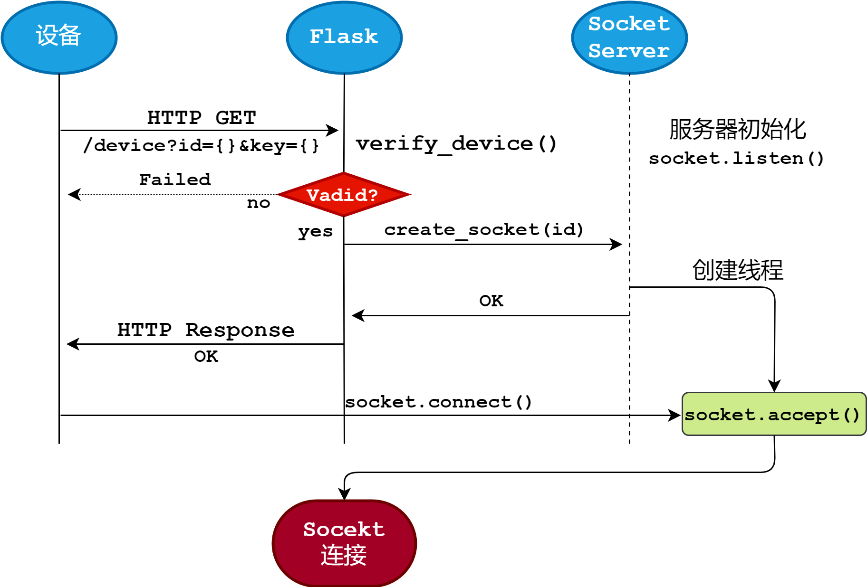 设备
Flask
Socket
Server
HTTP GET
/device?id={}&key={}
verify_device()
服务器初始化
socket.listen()
Failed
Vadid?
no
yes
create_socket(id)
创建线程
OK
HTTP Response
OK
socket.connect()
socket.accept()
Socekt
连接